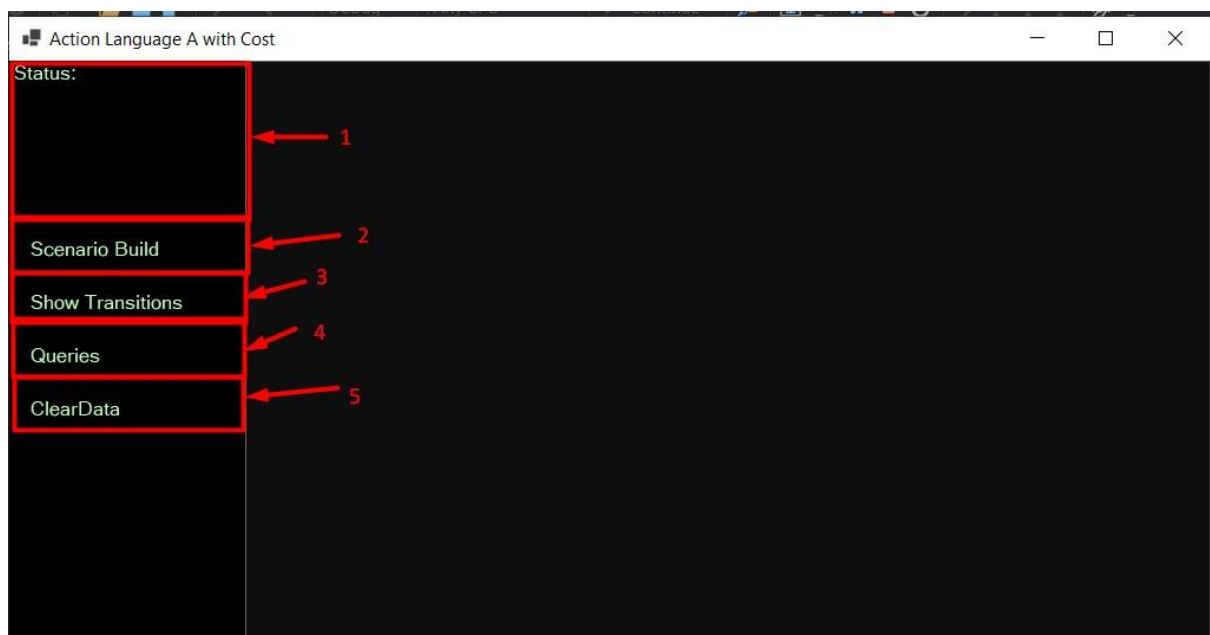 Action Language A with Cost
Status:
1
Scenario Build
2
Show Transitions
3
Queries
4
ClearData
5